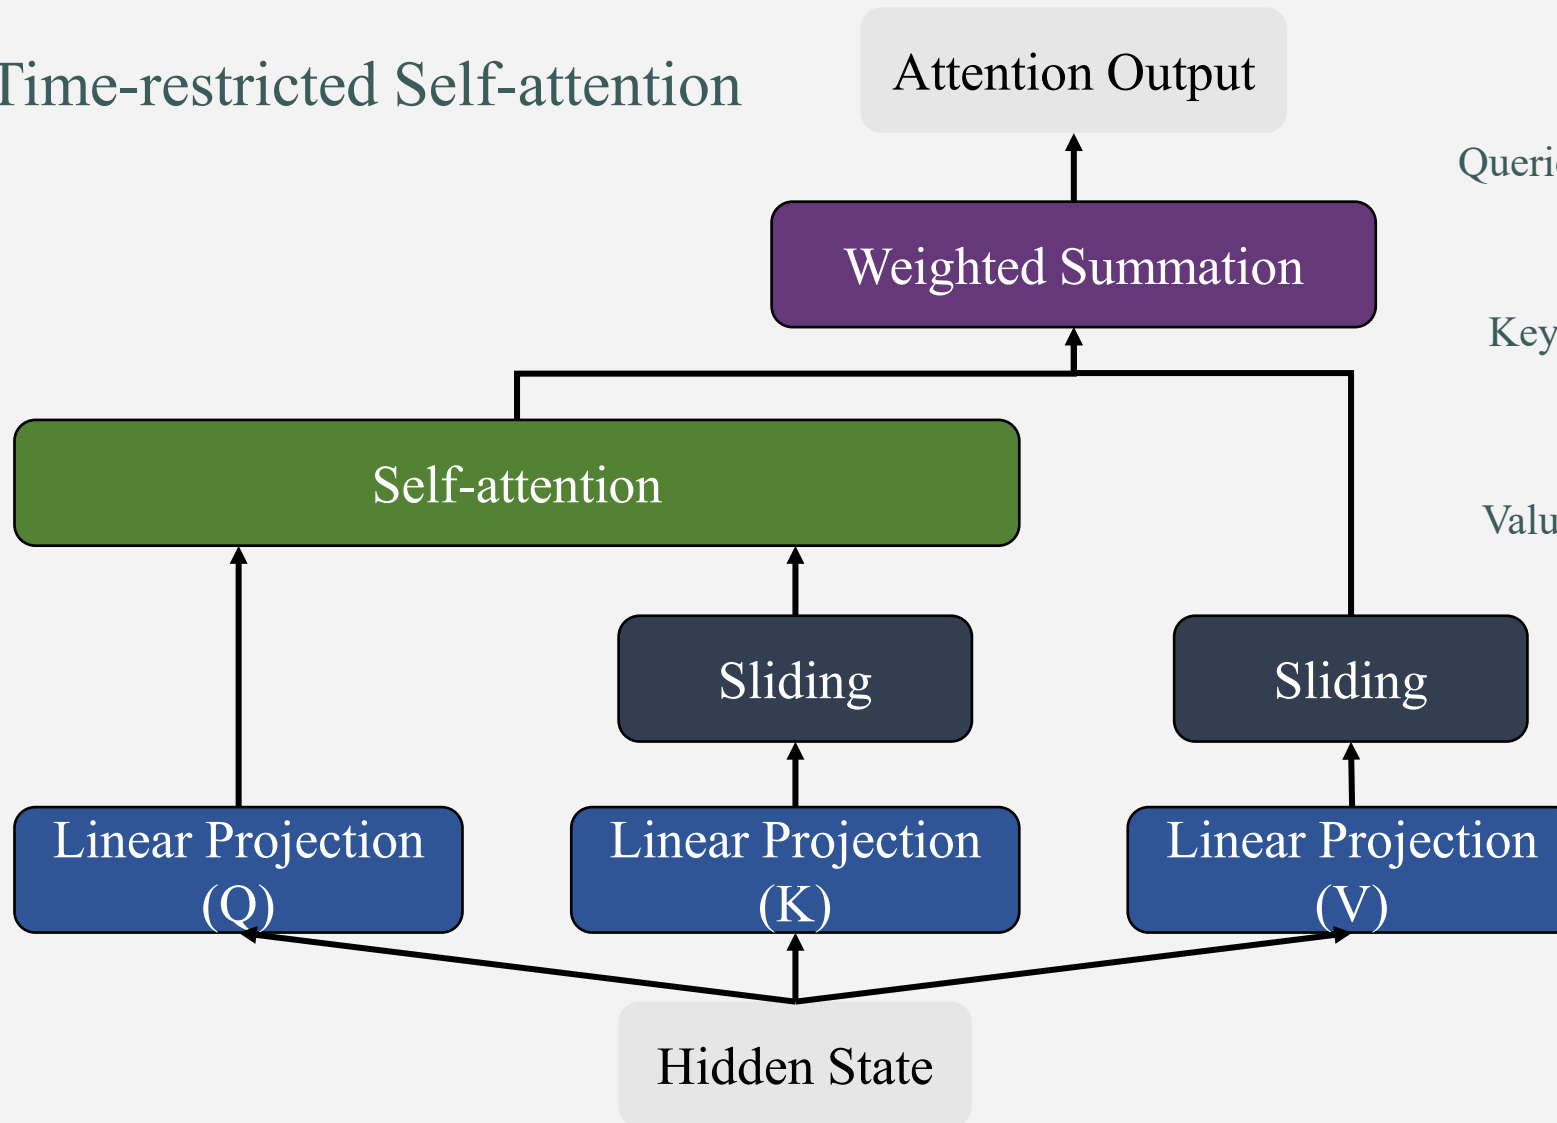 Time-restricted Self-attention
Attention Output
Weighted Summation
Self-attention
Sliding
Sliding
Linear Projection
(Q)
Linear Projection
(K)
Linear Projection
(V)
Hidden State